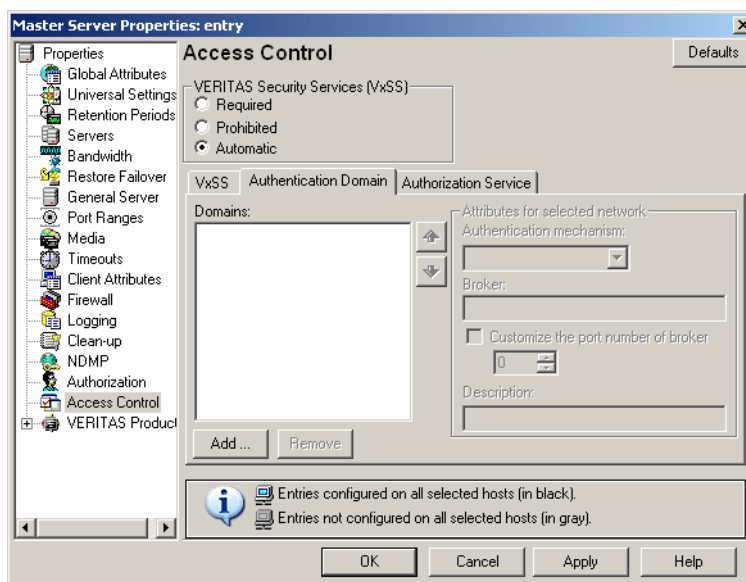 Master Server Properties: entry
Properties
Global Attributes
Universal Settings
Retention Periods
Servers
Bandwidth
Restore Failover
General Server
Port Ranges
Media
Timeouts
Client Attributes
Firewall
Logging
Clean-up
NDMP
Authorization
Access Control
VERITAS Product
Access Control
Defaults
VERITAS Security Services (VxSS)
Required
Prohibited
Automatic
VxSS Authentication Domain Authorization Service
Domains:
Attributes for selected network
Authentication mechanism:
Broker:
Customize the port number of broker
0
Description:
Add ... Remove
Entries configured on all selected hosts (in black).
Entries not configured on all selected hosts (in gray).
OK Cancel Apply Help